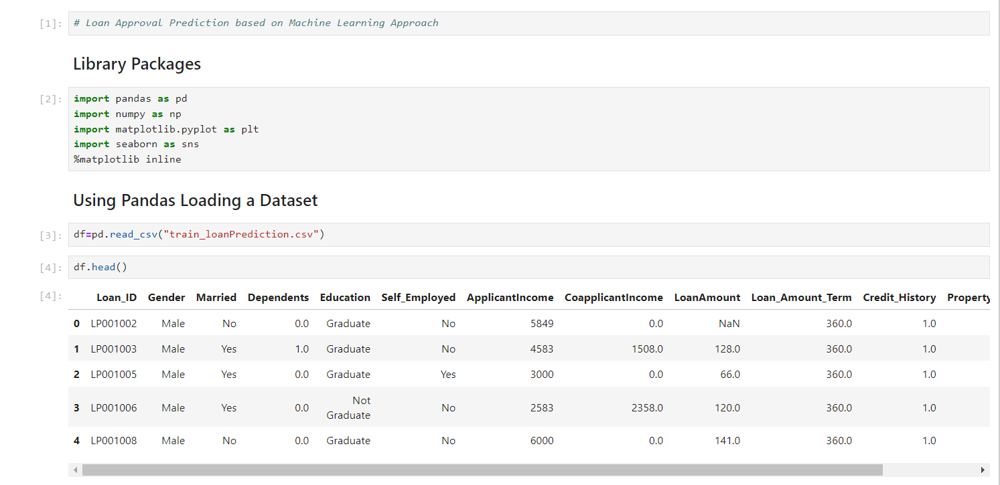 [1]: # Loan Approval Prediction based on Machine Learning Approach
Library Packages
[2]: import pandas as pd
import numpy as np
import matplotlib.pyplot as plt
import seaborn as sns
%matplotlib inline
Using Pandas Loading a Dataset
[3]: df=pd.read_csv("train_loanPrediction.csv")
[4]: df.head()
[4]: Loan_ID Gender Married Dependents Education Self_Employed ApplicantIncome CoapplicantIncome LoanAmount Loan_Amount_Term Credit_History Property
0 LP001002 Male No 0.0 Graduate No 5849 0.0 NaN 360.0 1.0
1 LP001003 Male Yes 1.0 Graduate No 4583 1508.0 128.0 360.0 1.0
2 LP001005 Male Yes 0.0 Graduate Yes 3000 0.0 66.0 360.0 1.0
3 LP001006 Male Yes 0.0 Not Graduate No 2583 2358.0 120.0 360.0 1.0
4 LP001008 Male No 0.0 Graduate No 6000 0.0 141.0 360.0 1.0